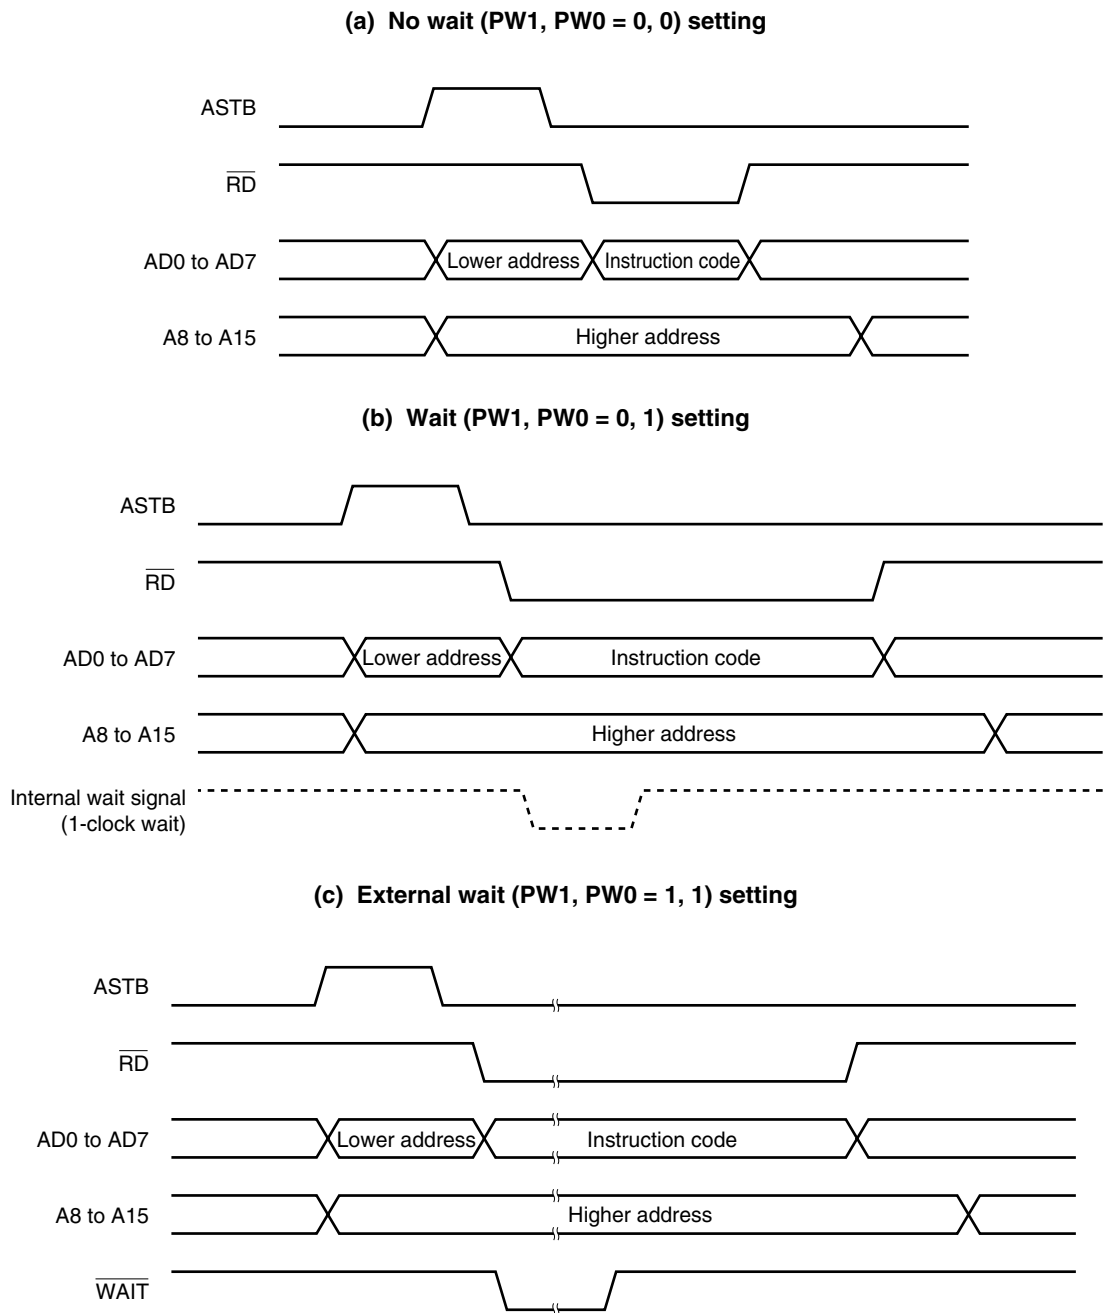 (a) No wait (PW1, PW0 = 0, 0) setting
ASTB
RD
AD0 to AD7
Lower address
Instruction code
A8 to A15
Higher address
(b) Wait (PW1, PW0 = 0, 1) setting
ASTB
RD
AD0 to AD7
Lower address
Instruction code
A8 to A15
Higher address
Internal wait signal
(1-clock wait)
(c) External wait (PW1, PW0 = 1, 1) setting
ASTB
RD
AD0 to AD7
Lower address
Instruction code
A8 to A15
Higher address
WAIT